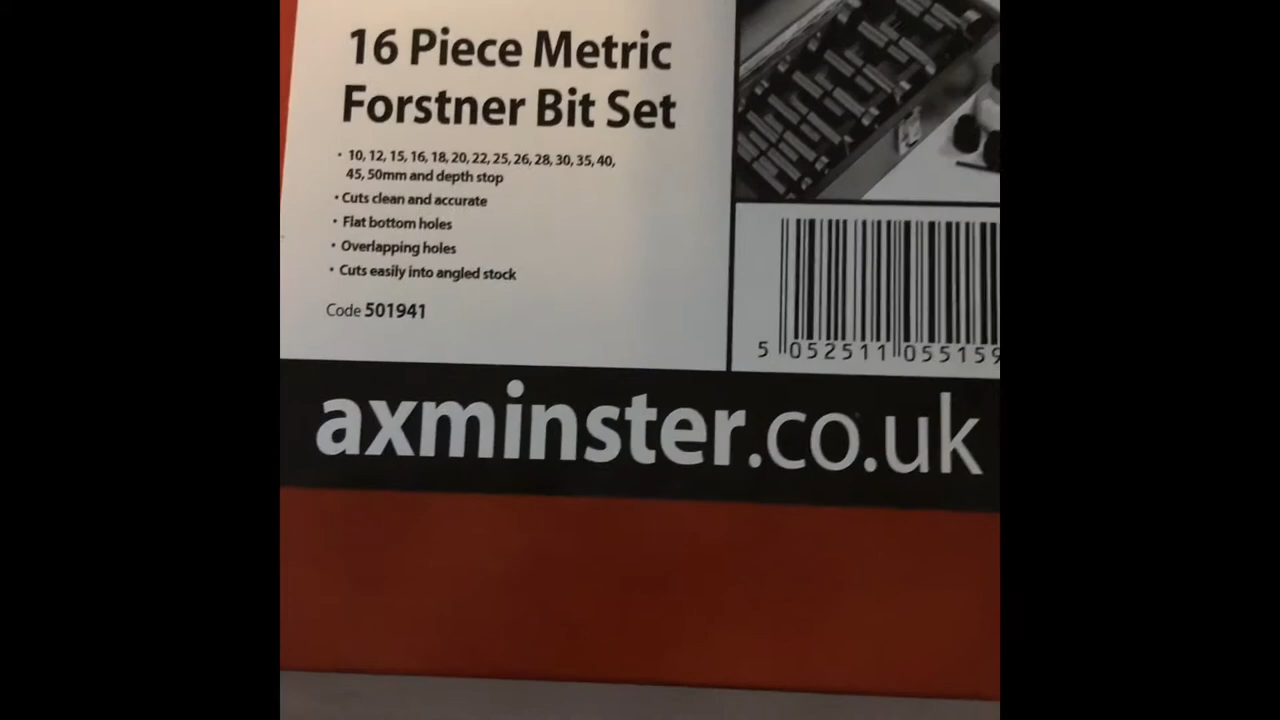 16 Piece Metric
Forstner Bit Set
• 10, 12, 15, 16, 18, 20, 22, 25, 26, 28, 30, 35, 40,
45, 50mm and depth stop
• Cuts clean and accurate
• Flat bottom holes
• Overlapping holes
• Cuts easily into angled stock
Code 501941
5 052511 055159
axminster.co.uk